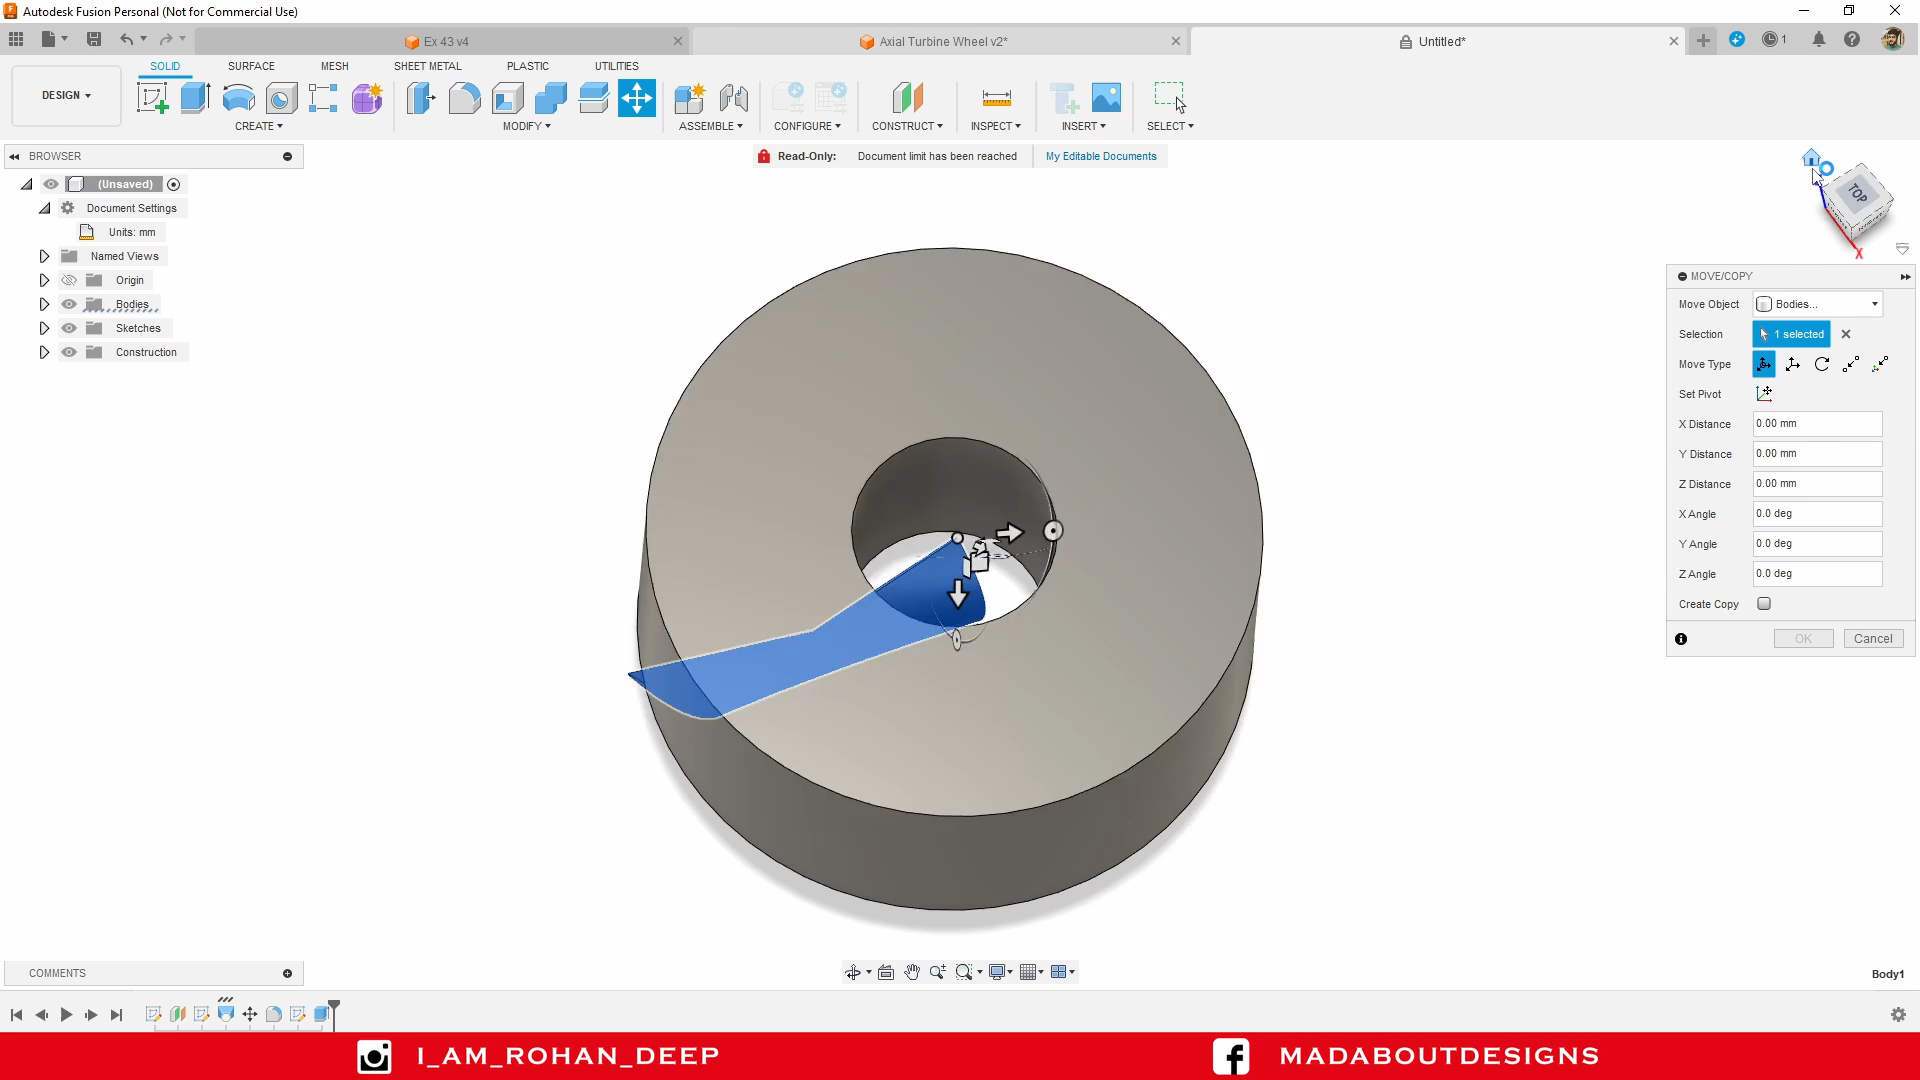 Autodesk Fusion Personal (Not for Commercial Use)
Ex 43 v4
Axial Turbine Wheel v2*
Untitled*
1
DESIGN
SOLID
SURFACE
MESH
SHEET METAL
PLASTIC
UTILITIES
CREATE
MODIFY
ASSEMBLE
CONFIGURE
CONSTRUCT
INSPECT
INSERT
SELECT
BROWSER
Read-Only: Document limit has been reached My Editable Documents
(Unsaved)
Document Settings
Units: mm
Named Views
Origin
Bodies
Sketches
Construction
TOP
X
MOVE/COPY
Move Object Bodies...
Selection 1 selected
Move Type
Set Pivot
X Distance 0.00 mm
Y Distance 0.00 mm
Z Distance 0.00 mm
X Angle 0.0 deg
Y Angle 0.0 deg
Z Angle 0.0 deg
Create Copy
OK Cancel
COMMENTS
Body1
I_AM_ROHAN_DEEP
MADABOUTDESIGNS